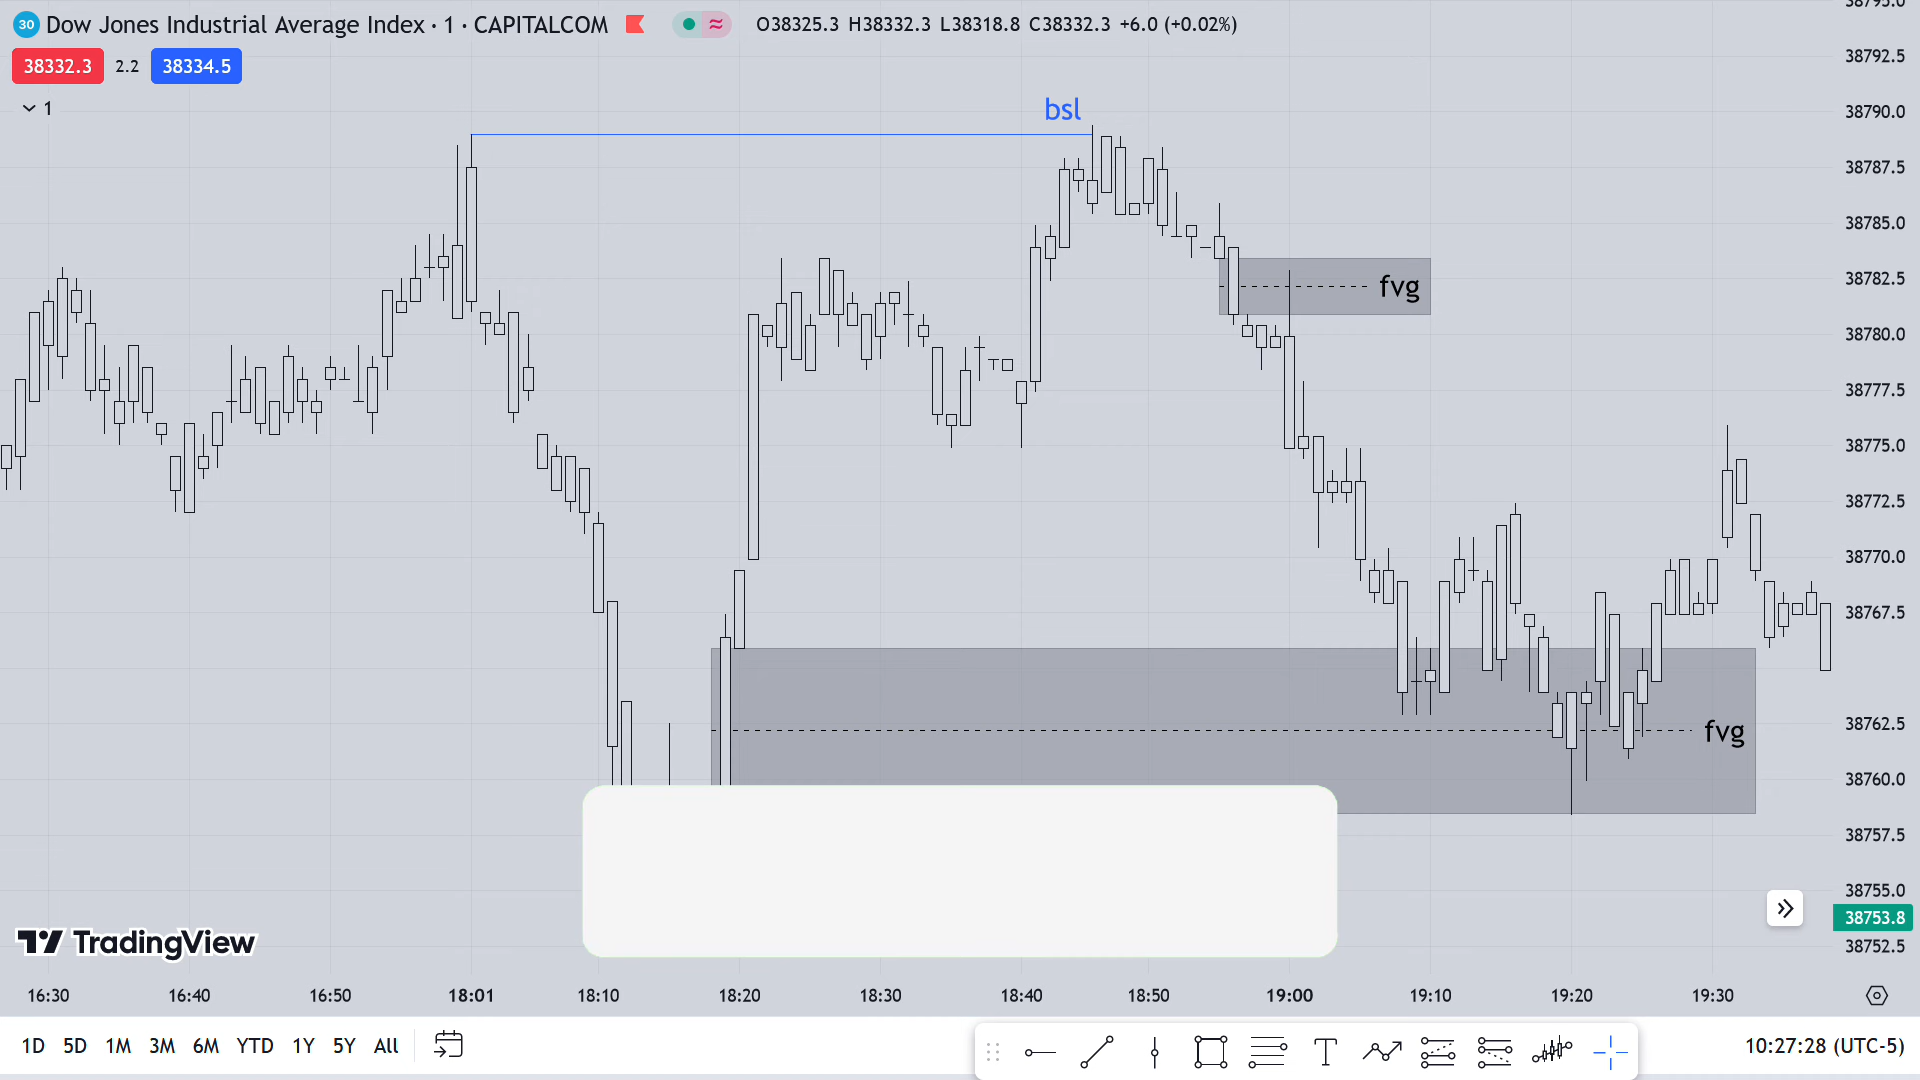 30 Dow Jones Industrial Average Index · 1 · CAPITALCOM O38325.3 H38332.3 L38318.8 C38332.3 +6.0 (+0.02%)
38332.3 2.2 38334.5
1
38795.0
38792.5
38790.0
38787.5
38785.0
38782.5
38780.0
38777.5
38775.0
38772.5
38770.0
38767.5
38762.5
38760.0
38757.5
38755.0
38753.8
38752.5
bsl
fvg
fvg
TradingView
16:30 16:40 16:50 18:01 18:10 18:20 18:30 18:40 18:50 19:00 19:10 19:20 19:30
1D 5D 1M 3M 6M YTD 1Y 5Y All
10:27:28 (UTC-5)